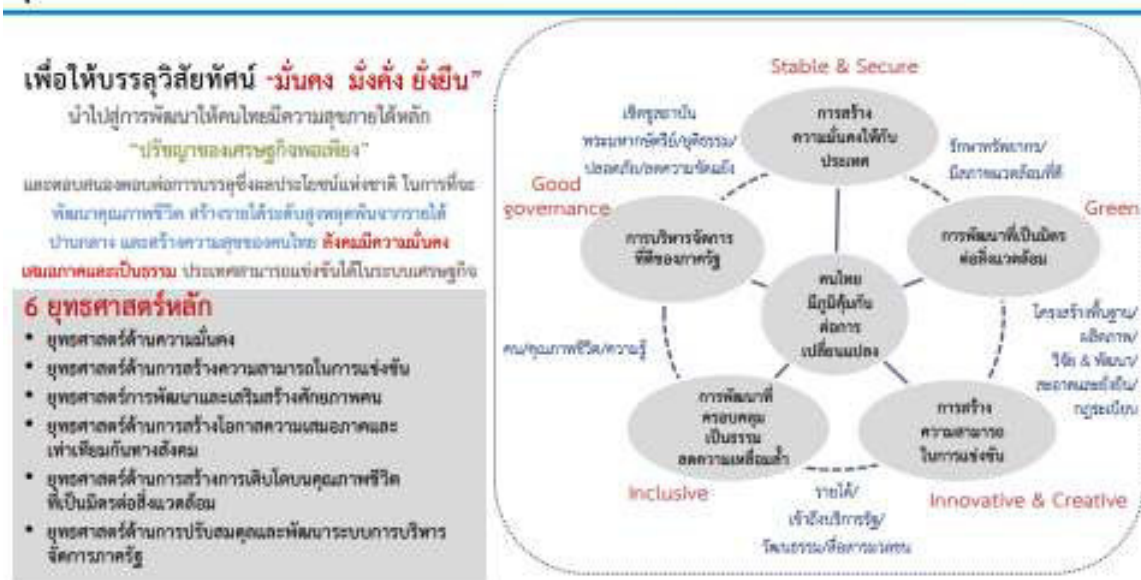 เพื่อให้บรรลุวิสัยทัศน์ “มั่นคง มั่งคั่ง ยั่งยืน”
นำไปสู่การพัฒนาให้คนไทยมีความสุขภายใต้หลัก
“ปรัชญาของเศรษฐกิจพอเพียง”
และตอบสนองตอบต่อการบรรลุซึ่งผลประโยชน์แห่งชาติ ในการที่จะ
พัฒนาคุณภาพชีวิต สร้างรายได้ระดับสูงหลุดพ้นจากรายได้
ปานกลาง และสร้างความสุขของคนไทย สังคมมีความมั่นคง
เสมอภาคและเป็นธรรม ประเทศสามารถแข่งขันได้ในระบบเศรษฐกิจ
6 ยุทธศาสตร์หลัก
• ยุทธศาสตร์ด้านความมั่นคง
• ยุทธศาสตร์ด้านการสร้างความสามารถในการแข่งขัน
• ยุทธศาสตร์การพัฒนาและเสริมสร้างศักยภาพคน
• ยุทธศาสตร์ด้านการสร้างโอกาสความเสมอภาคและ
เท่าเทียมกันทางสังคม
• ยุทธศาสตร์ด้านการสร้างการเติบโตบนคุณภาพชีวิต
ที่เป็นมิตรต่อสิ่งแวดล้อม
• ยุทธศาสตร์ด้านการปรับสมดุลและพัฒนาระบบการบริหาร
จัดการภาครัฐ
Stable & Secure
การสร้าง
ความมั่นคงให้กับ
ประเทศ
เชิดชูสถาบัน
พระมหากษัตริย์/ยุติธรรม/
ปลอดภัย/ลดความขัดแย้ง
รักษาทรัพยากร/
มีสภาพแวดล้อมที่ดี
Good
governance
Green
การบริหารจัดการ
ที่ดีของภาครัฐ
การพัฒนาที่เป็นมิตร
ต่อสิ่งแวดล้อม
คนไทย
มีภูมิคุ้มกัน
ต่อการ
เปลี่ยนแปลง
คน/คุณภาพชีวิต/ความรู้
โครงสร้างพื้นฐาน/
ผลิตภาพ/
วิจัย & พัฒนา/
สะอาดและยั่งยืน/
กฎระเบียบ
การพัฒนาที่
ครอบคลุม
เป็นธรรม
ลดความเหลื่อมล้ำ
การสร้าง
ความสามารถ
ในการแข่งขัน
Inclusive
Innovative & Creative
รายได้/
เข้าถึงบริการรัฐ/
วัฒนธรรม/สื่อสารมวลชน